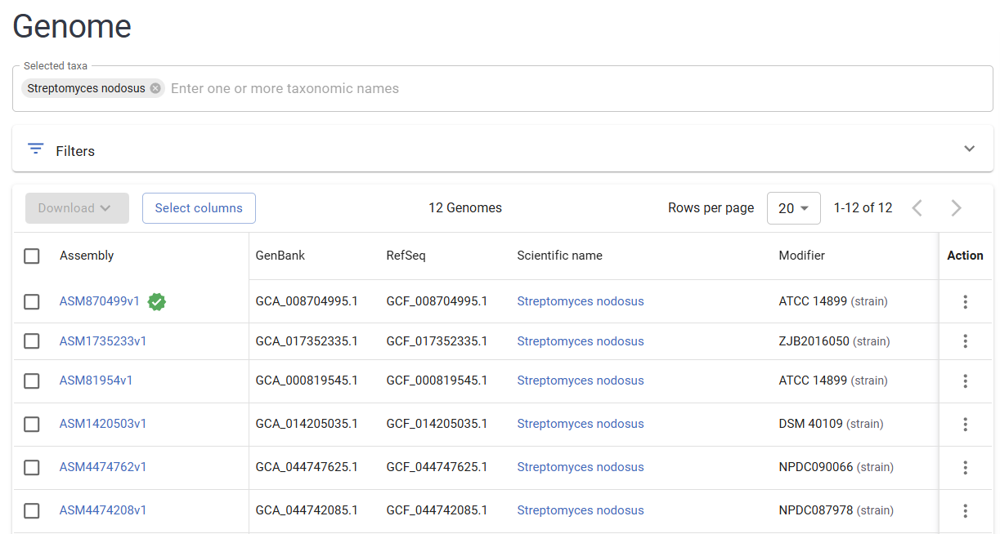 Genome
Selected taxa
Streptomyces nodosus Enter one or more taxonomic names
Filters
Download Select columns 12 Genomes Rows per page 20 1-12 of 12
Assembly GenBank RefSeq Scientific name Modifier Action
ASM870499v1 GCA_008704995.1 GCF_008704995.1 Streptomyces nodosus ATCC 14899 (strain)
ASM1735233v1 GCA_017352335.1 GCF_017352335.1 Streptomyces nodosus ZJB2016050 (strain)
ASM81954v1 GCA_000819545.1 GCF_000819545.1 Streptomyces nodosus ATCC 14899 (strain)
ASM1420503v1 GCA_014205035.1 GCF_014205035.1 Streptomyces nodosus DSM 40109 (strain)
ASM4474762v1 GCA_044747625.1 GCF_044747625.1 Streptomyces nodosus NPDC090066 (strain)
ASM4474208v1 GCA_044742085.1 GCF_044742085.1 Streptomyces nodosus NPDC087978 (strain)